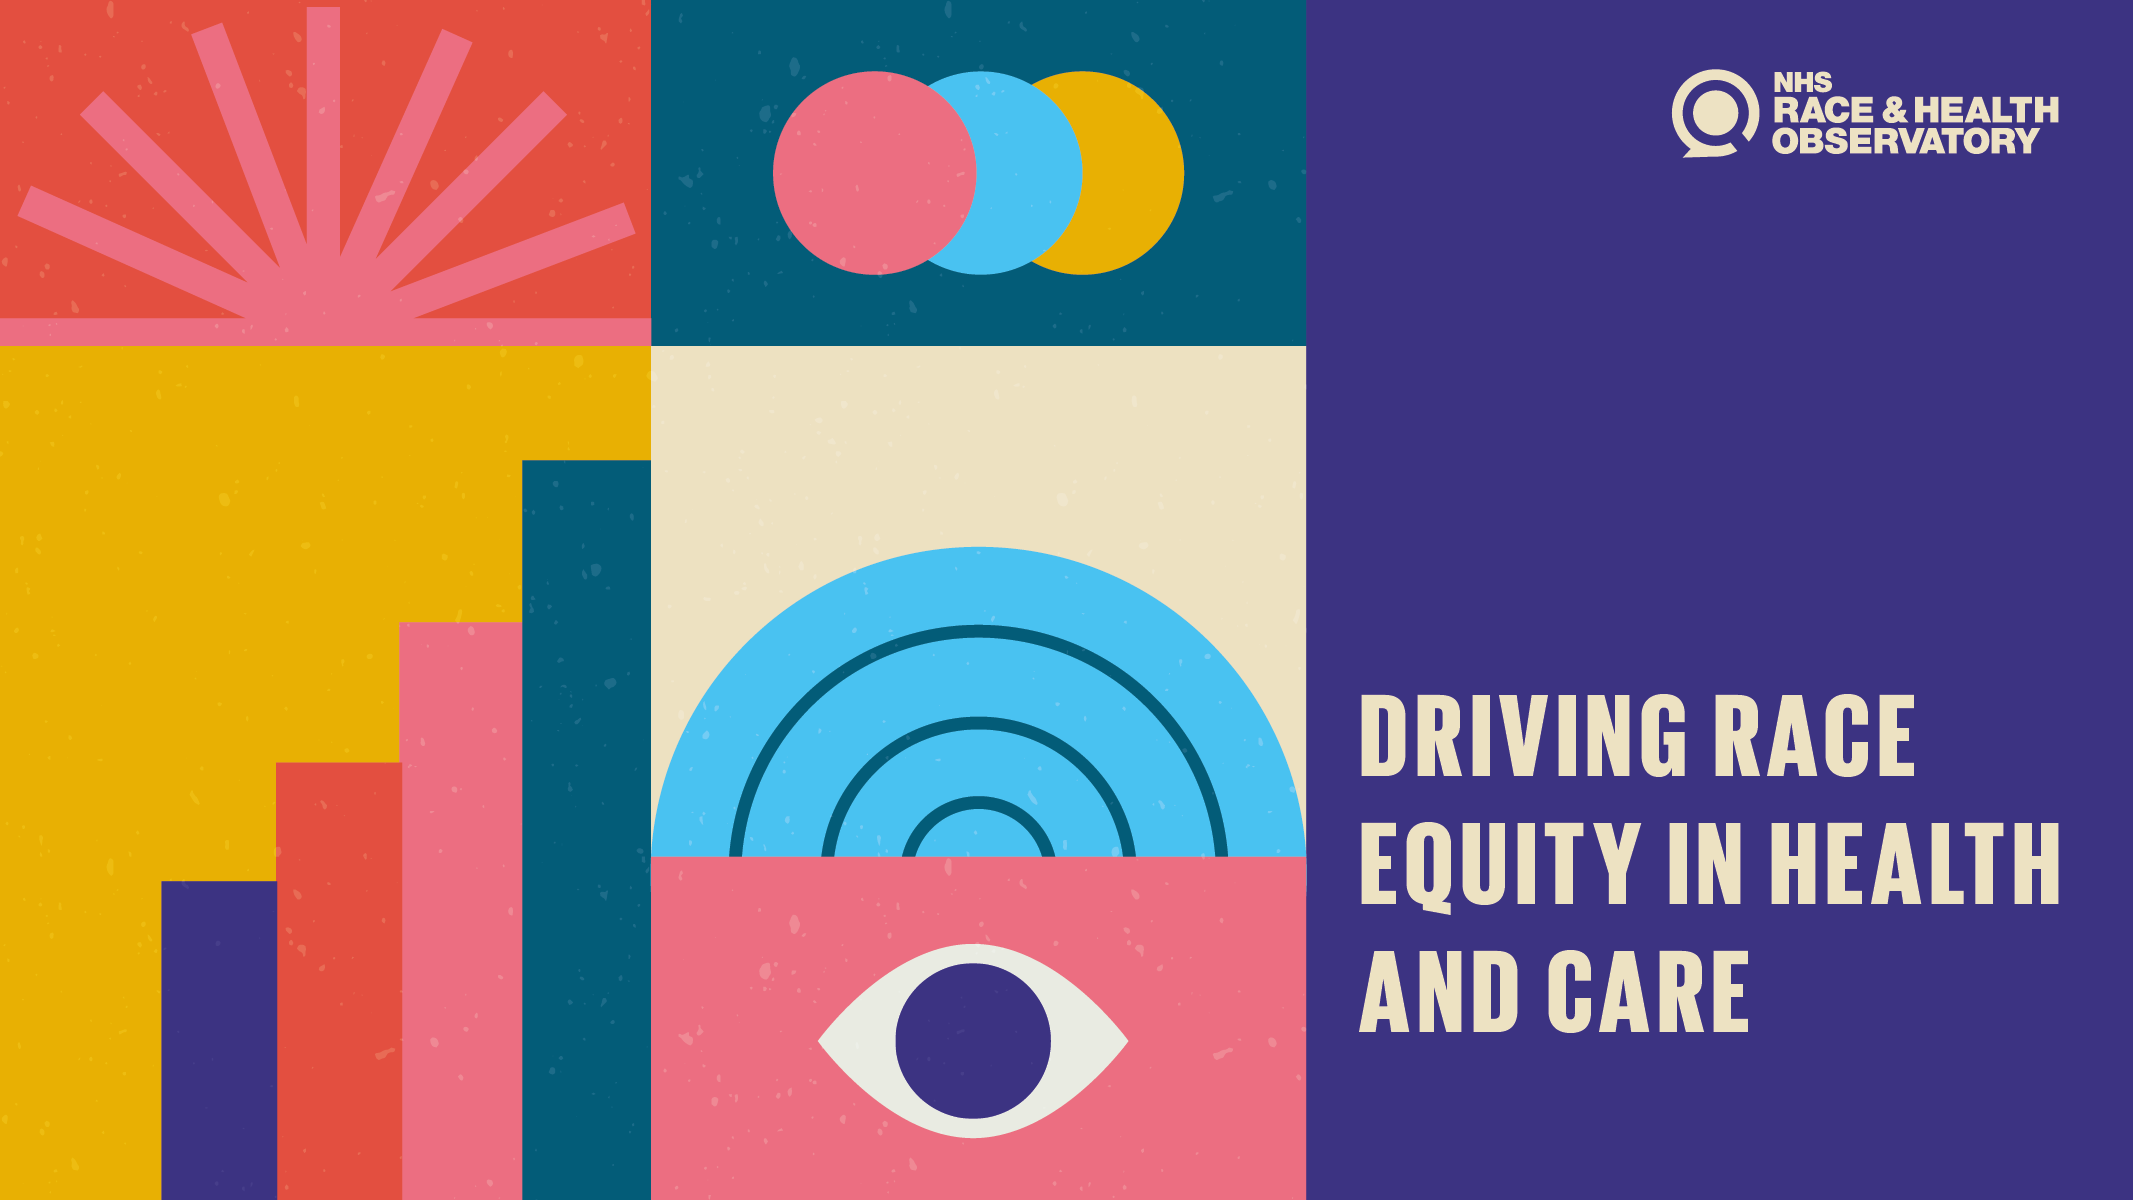 NHS
RACE & HEALTH
OBSERVATORY
DRIVING RACE
EQUITY IN HEALTH
AND CARE